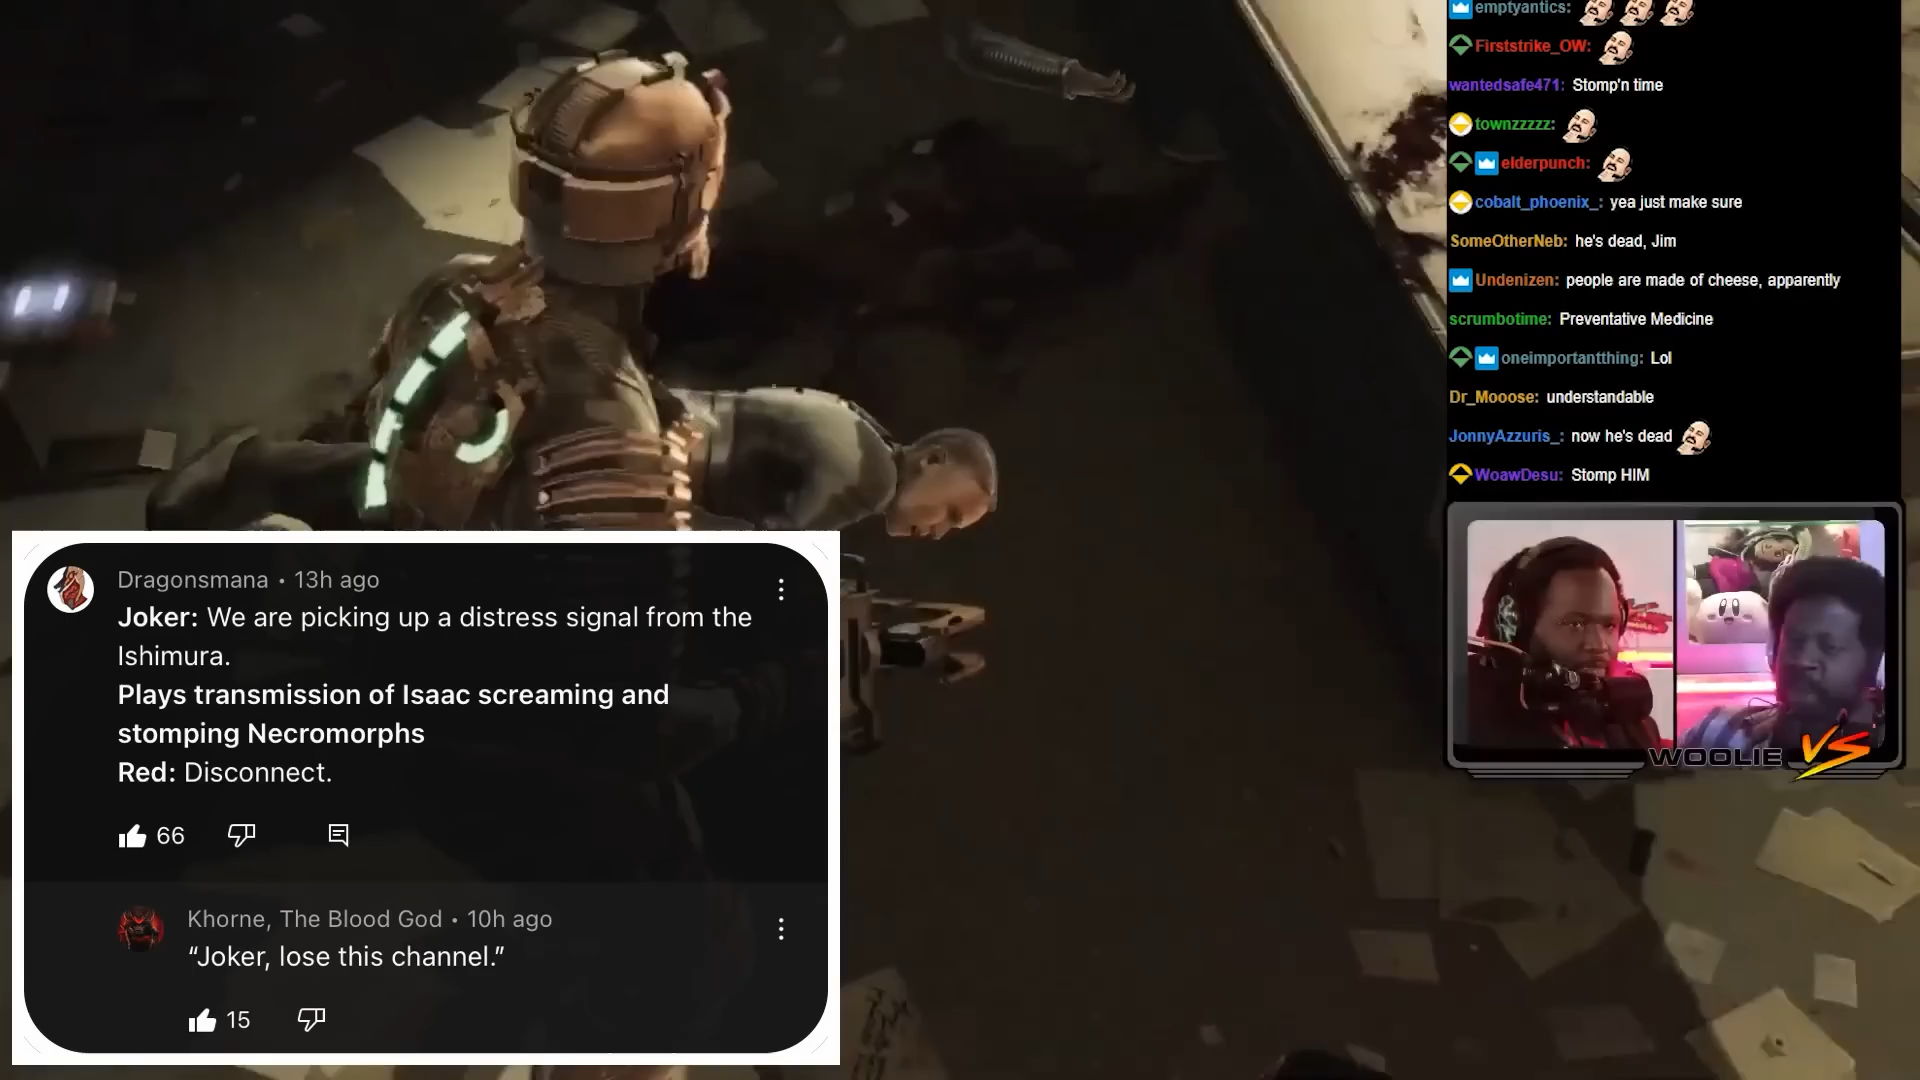 emptyantics:
Firststrike_OW:
wantedsafe471: Stomp'n time
townzzzzz:
elderpunch:
cobalt_phoenix_: yea just make sure
SomeOtherNeb: he's dead, Jim
Undenizen: people are made of cheese, apparently
scrumbotime: Preventative Medicine
oneimportantthing: Lol
Dr_Mooose: understandable
JonnyAzzuris_: now he's dead
WoawDesu: Stomp HIM
WOOLIE VS
Dragonsmana • 13h ago
Joker: We are picking up a distress signal from the
Ishimura.
Plays transmission of Isaac screaming and
stomping Necromorphs
Red: Disconnect.
66
Khorne, The Blood God • 10h ago
“Joker, lose this channel.”
15